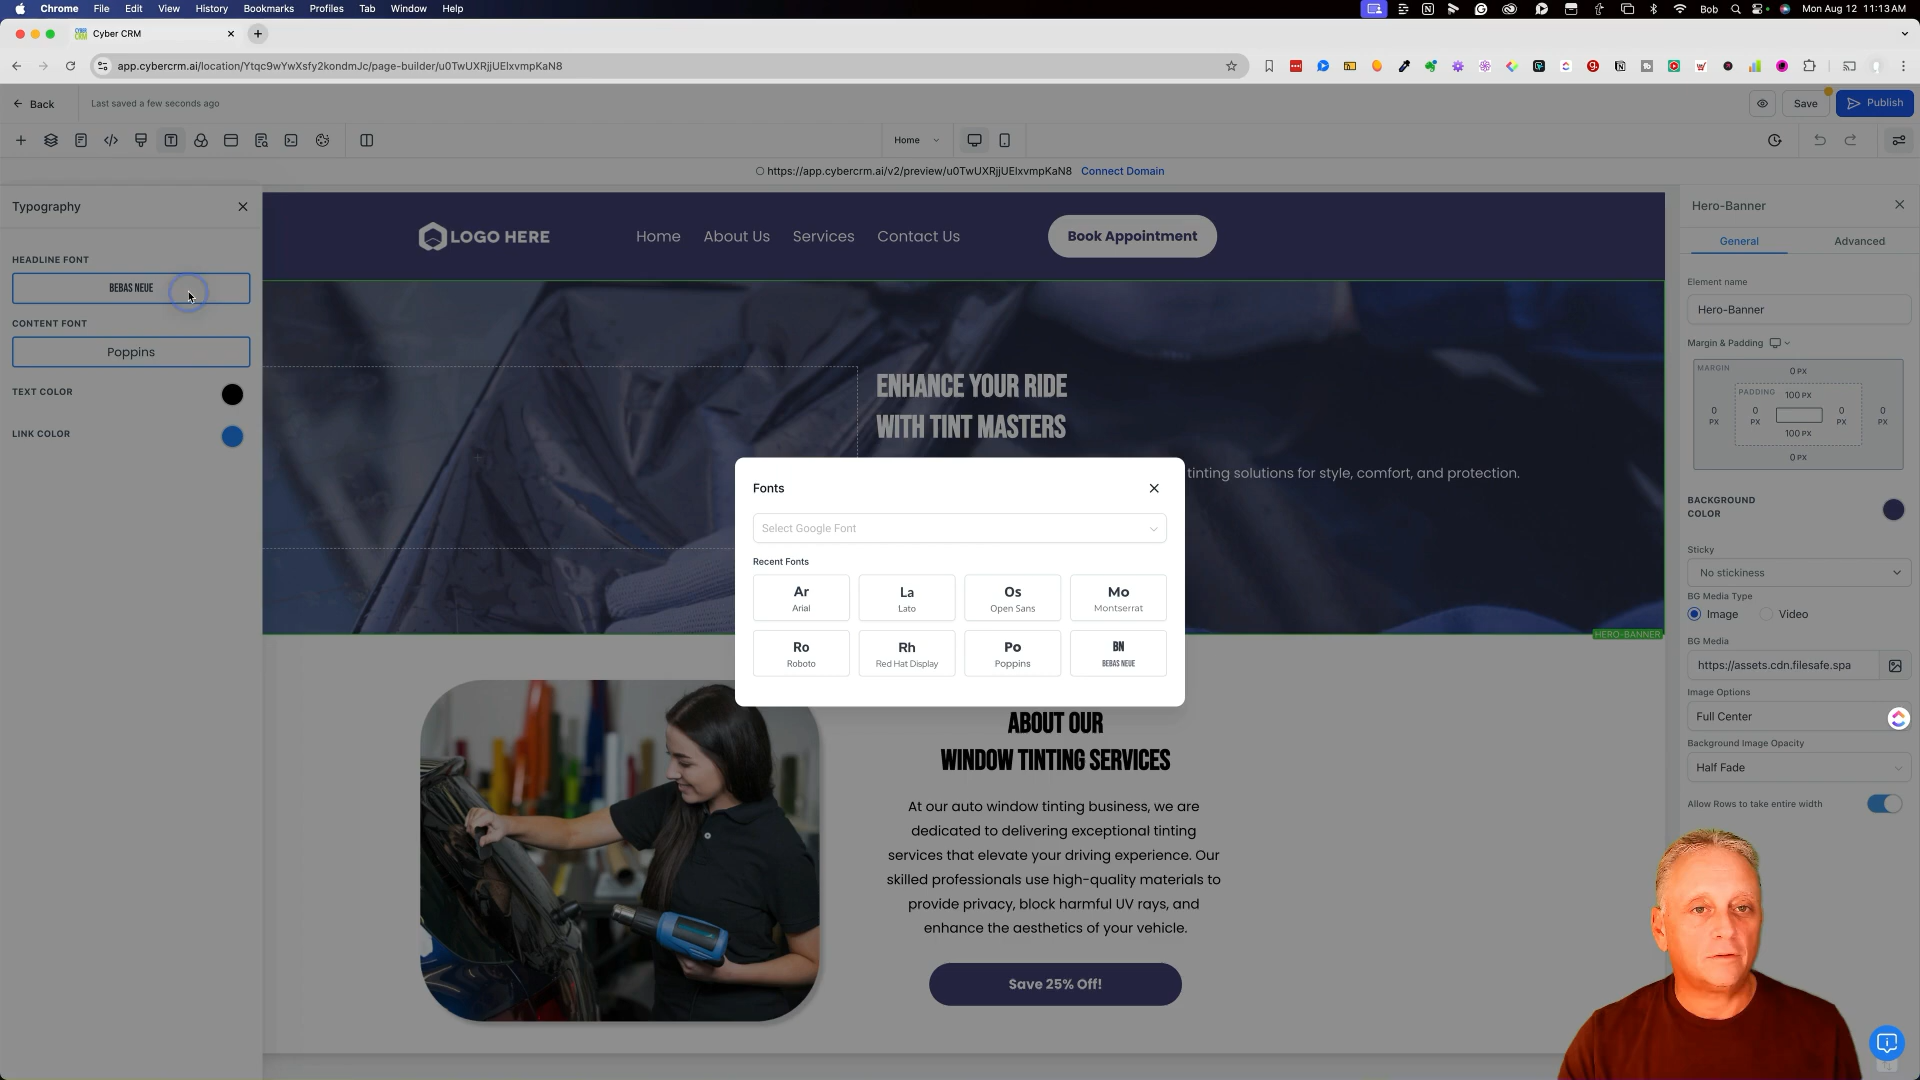 Chrome File Edit View History Bookmarks Profiles Tab Window Help Bob Mon Aug 12 11:13 AM
Cyber CRM
app.cybercrm.ai/location/Ytqc9wYwXsfy2kondmJc/page-builder/u0TwUXRjjUElxvmpKaN8
Back Last saved a few seconds ago Save Publish
Home
https://app.cybercrm.ai/v2/preview/u0TwUXRjjUElxvmpKaN8 Connect Domain
Typography
HEADLINE FONT
BEBAS NEUE
CONTENT FONT
Poppins
TEXT COLOR
LINK COLOR
LOGO HERE Home About Us Services Contact Us Book Appointment
ENHANCE YOUR RIDE
WITH TINT MASTERS
tinting solutions for style, comfort, and protection.
HERO-BANNER
Fonts
Select Google Font
Recent Fonts
Ar La Os Mo
Arial Lato Open Sans Montserrat
Ro Rh Po BN
Roboto Red Hat Display Poppins BEBAS NEUE
ABOUT OUR
WINDOW TINTING SERVICES
At our auto window tinting business, we are
dedicated to delivering exceptional tinting
services that elevate your driving experience. Our
skilled professionals use high-quality materials to
provide privacy, block harmful UV rays, and
enhance the aesthetics of your vehicle.
Save 25% Off!
Hero-Banner
General Advanced
Element name
Hero-Banner
Margin & Padding
MARGIN 0 PX
PADDING 100 PX
0 0 0 0
PX PX PX PX
100 PX
0 PX
BACKGROUND
COLOR
Sticky
No stickiness
BG Media Type
Image Video
BG Media
https://assets.cdn.filesafe.spa
Image Options
Full Center
Background Image Opacity
Half Fade
Allow Rows to take entire width